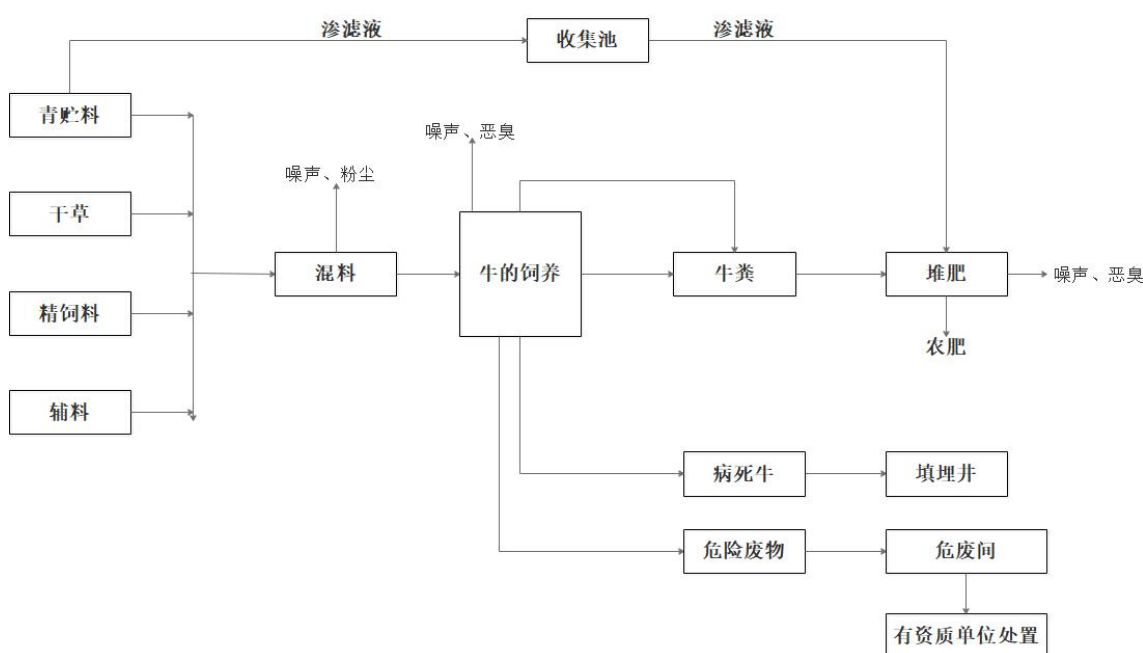 渗滤液
收集池
渗滤液
青贮料
噪声、恶臭
噪声、粉尘
干草
混料
牛的饲养
牛粪
堆肥
噪声、恶臭
精饲料
农肥
辅料
病死牛
填埋井
危险废物
危废间
有资质单位处置